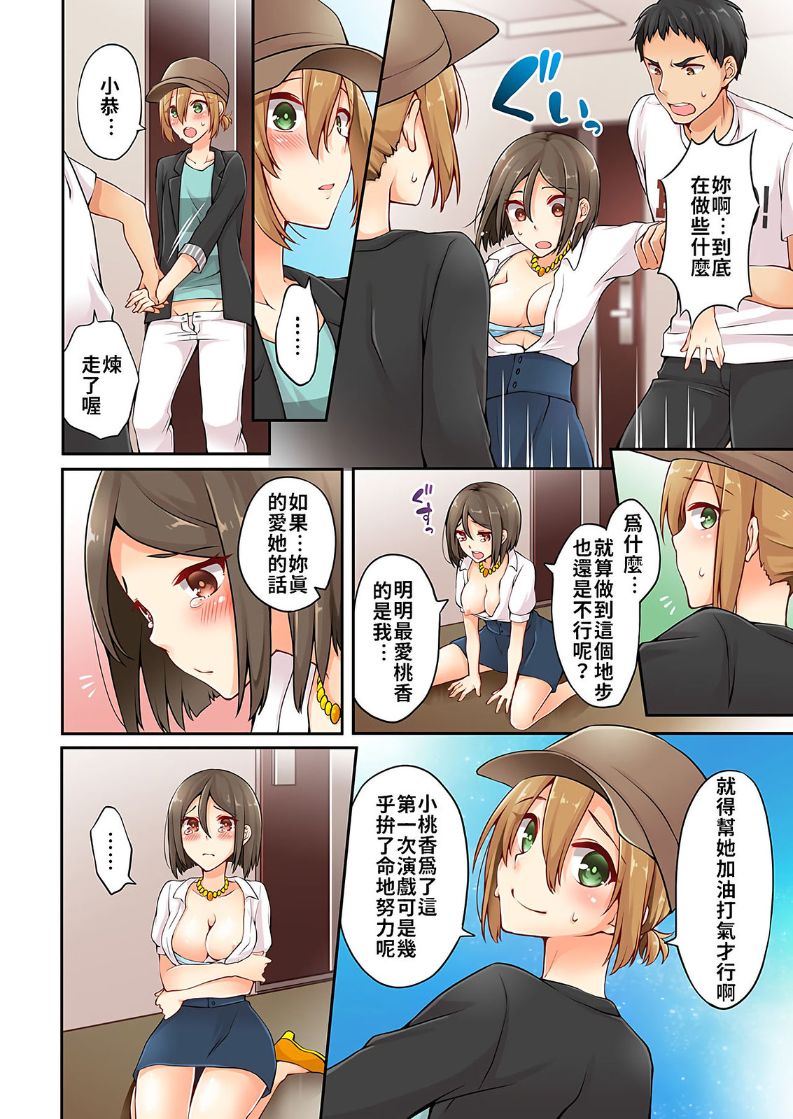 ぐいっ
妳啊…到底
在做些什麼
……
小恭…
煉
走了喔
爲什麼…
就算做到這個地步
也還是不行呢？
ぐすっ
明明最愛桃香
的是我…
如果…妳眞
的愛她的話
就得幫她加油打氣才行啊
小桃香爲了這
第一次演戲可是幾
乎拚了命地努力呢
……